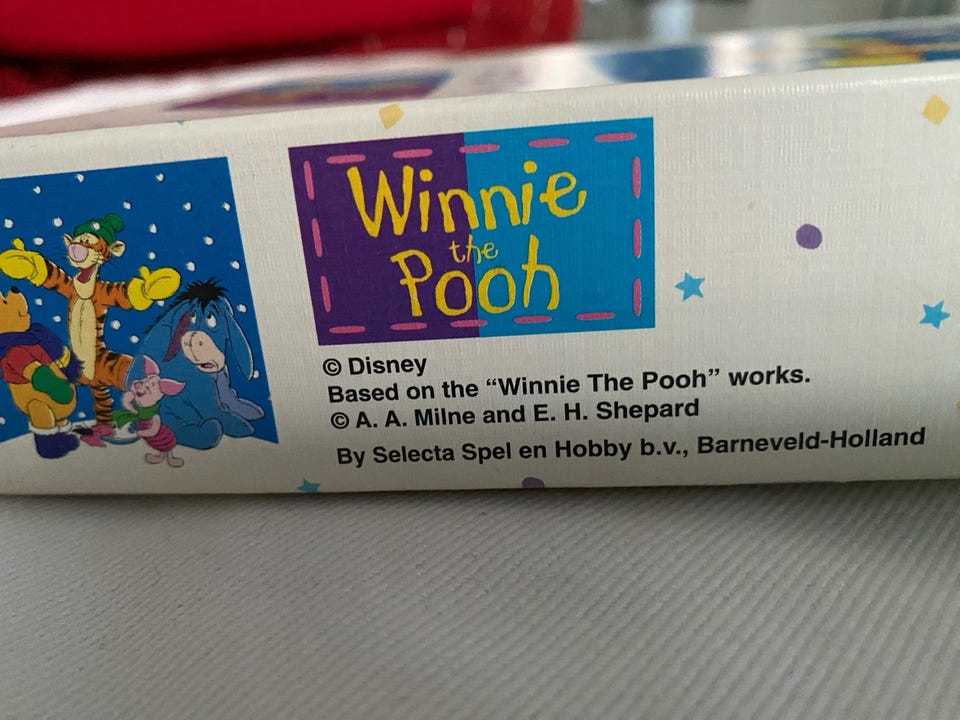 Winnie
the
Pooh
© Disney
Based on the “Winnie The Pooh” works.
© A. A. Milne and E. H. Shepard
By Selecta Spel en Hobby b.v., Barneveld-Holland